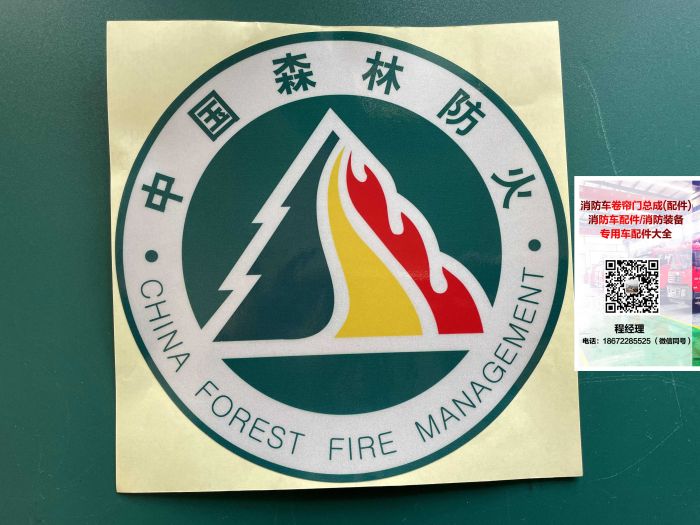 中国森林防火
CHINA FOREST FIRE MANAGEMENT
消防车卷帘门总成(配件)
消防车配件/消防装备
专用车配件大全
程经理
电话：18672285525（微信同号）